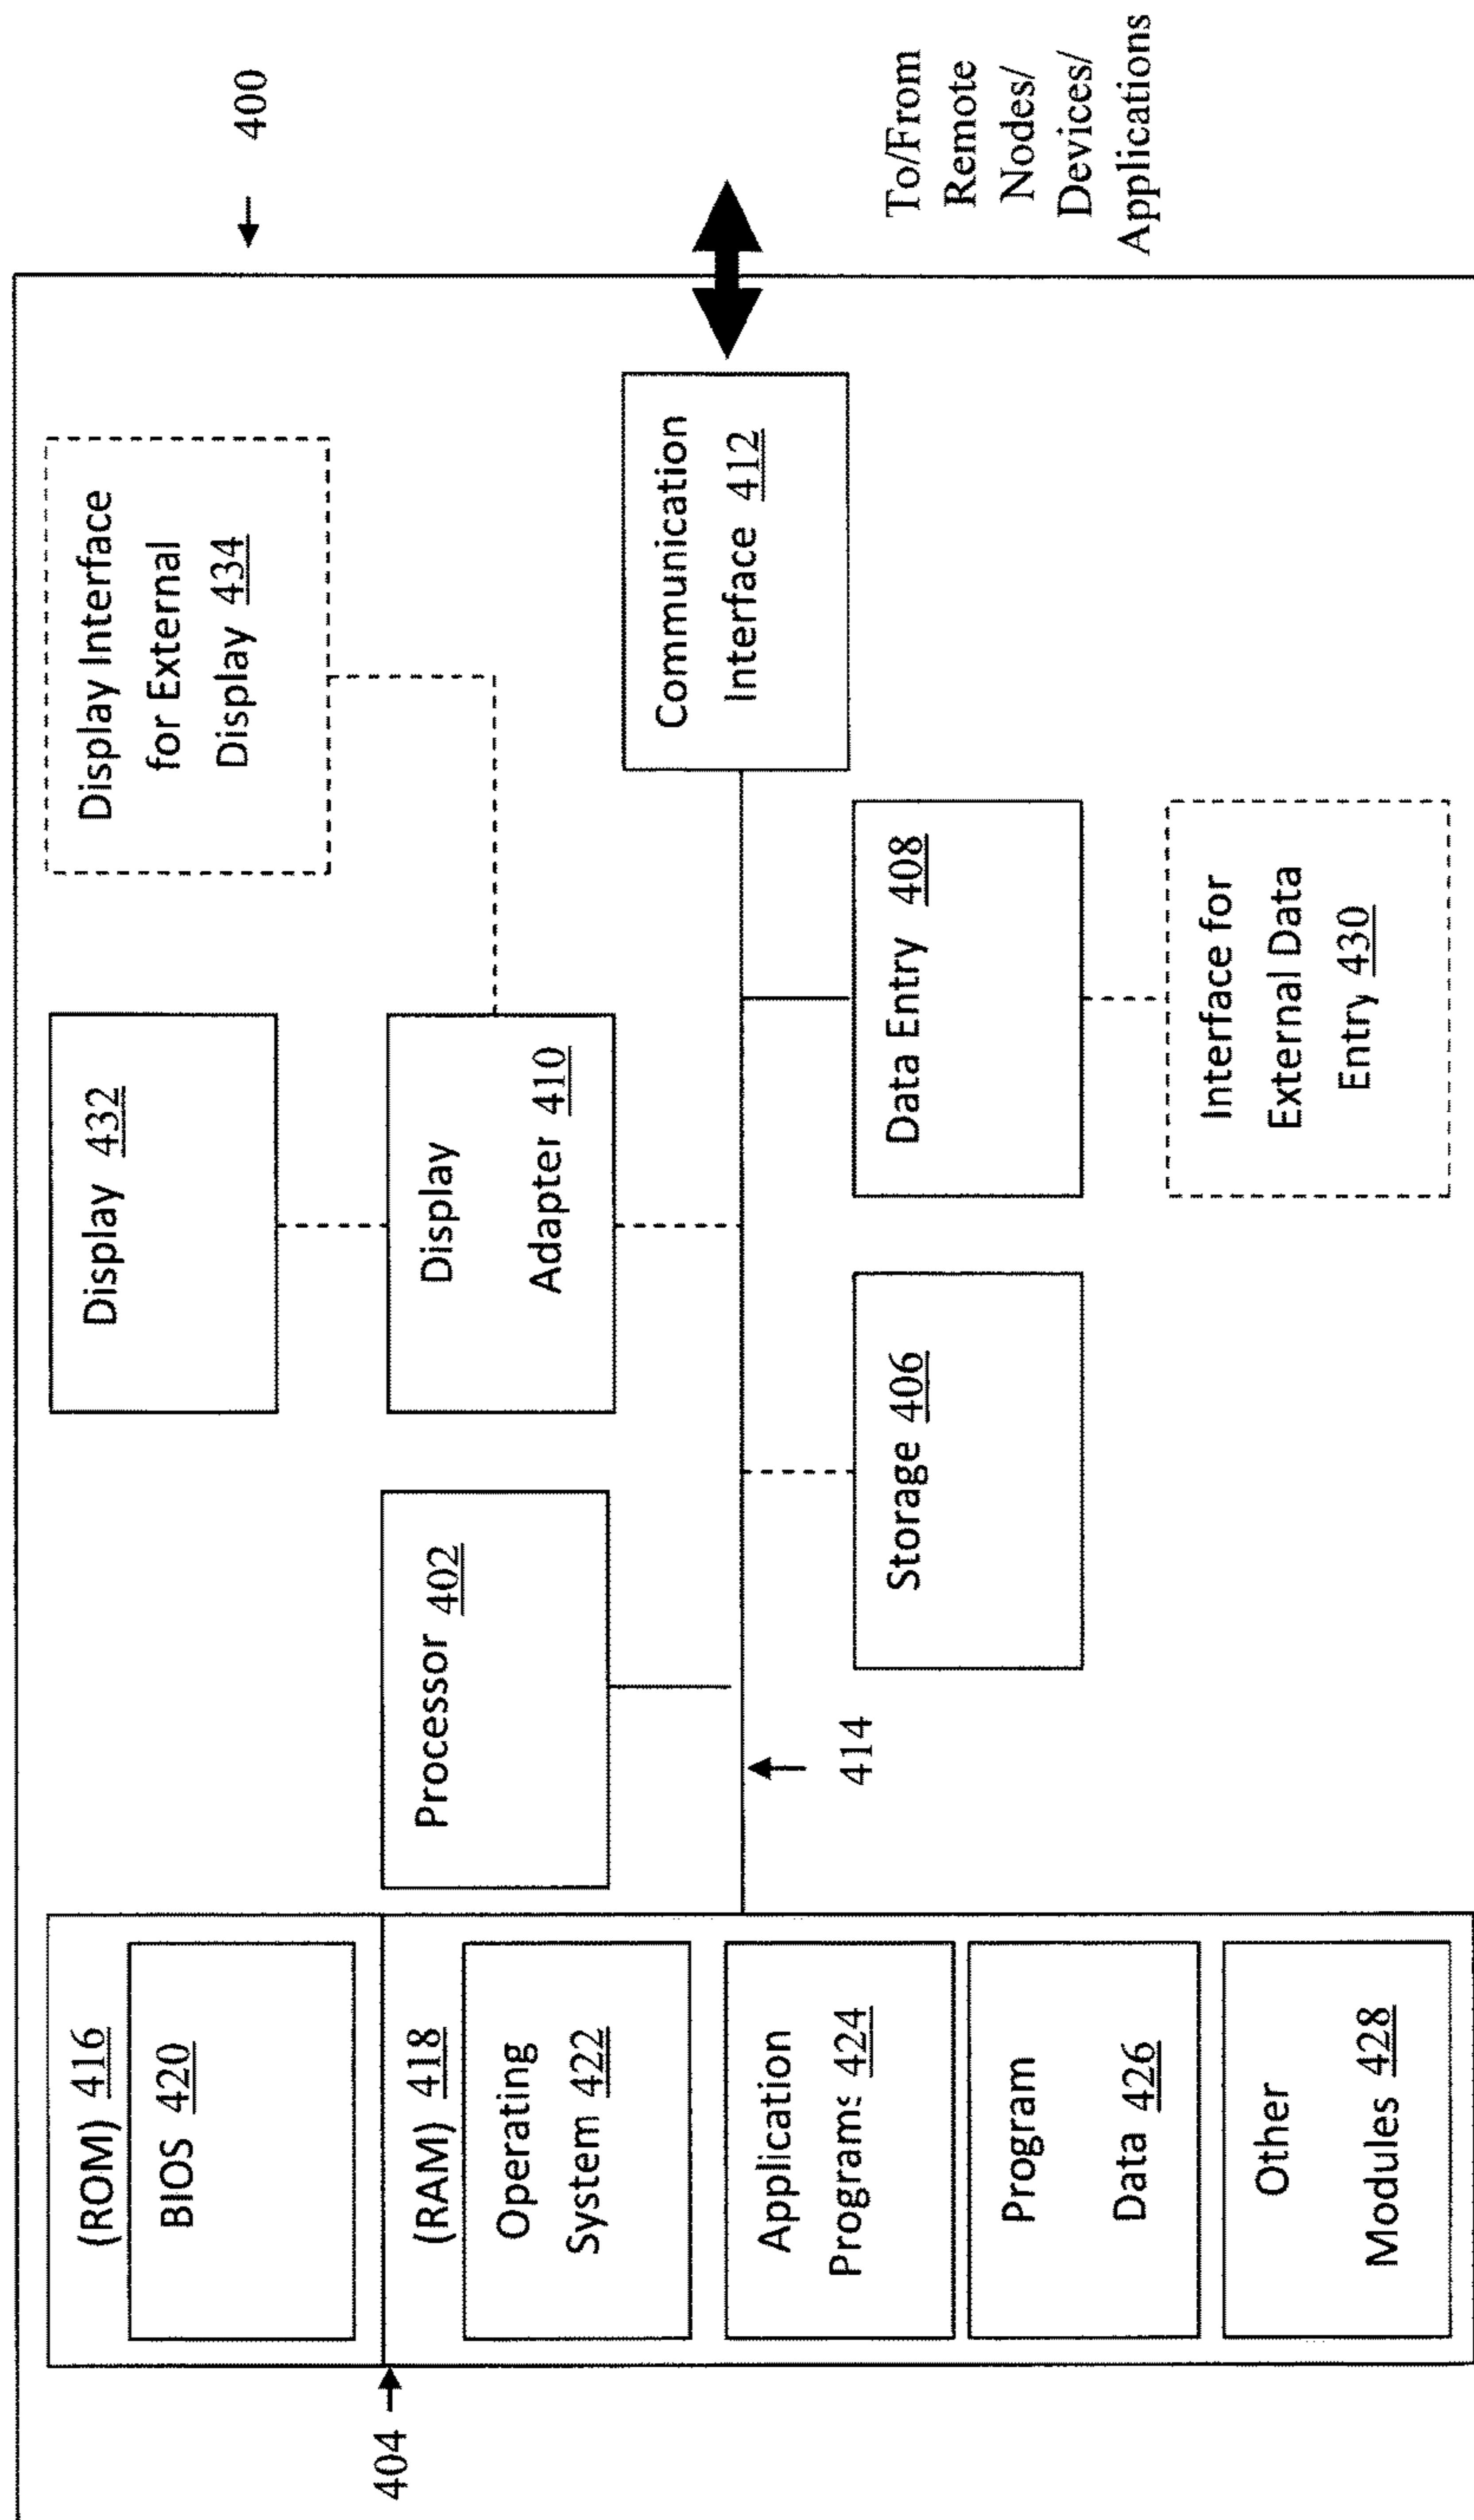 400
To/From
Remote
Nodes/
Devices/
Applications
(ROM) 416
BIOS 420
404
(RAM) 418
Operating
System 422
Application
Programs 424
Program
Data 426
Other
Modules 428
Processor 402
414
Display 432
Display
Adapter 410
Storage 406
Display Interface
for External
Display 434
Communication
Interface 412
Data Entry 408
Interface for
External Data
Entry 430